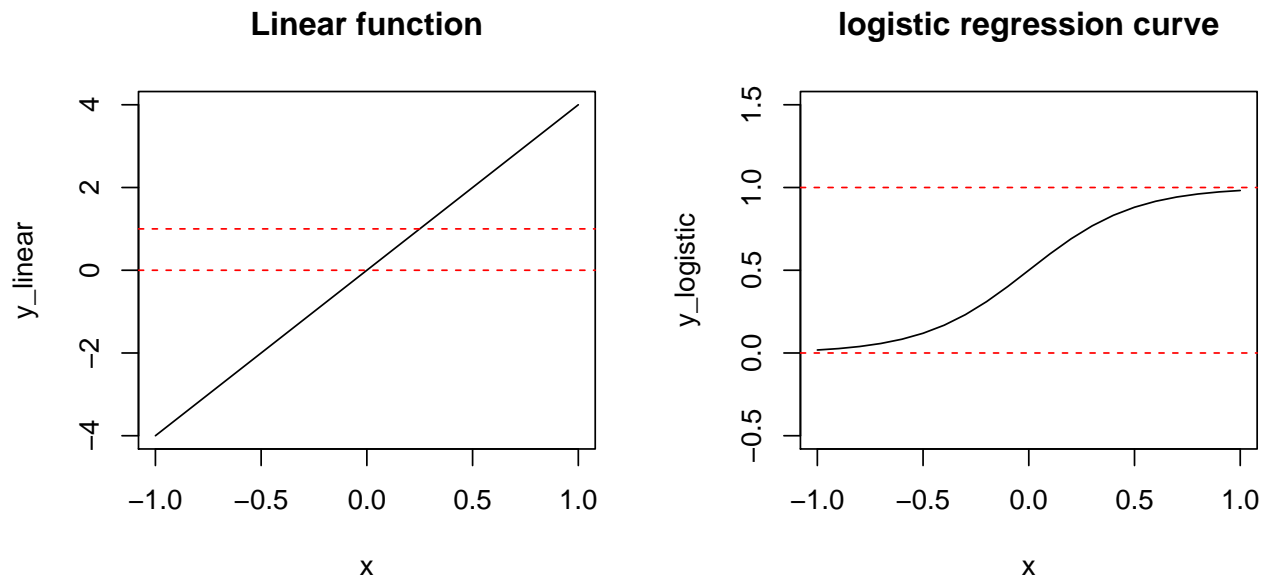 Linear function
4
2
0
−2
−4
y_linear
−1.0 −0.5 0.0 0.5 1.0
x
logistic regression curve
1.5
1.0
0.5
0.0
−0.5
y_logistic
−1.0 −0.5 0.0 0.5 1.0
x